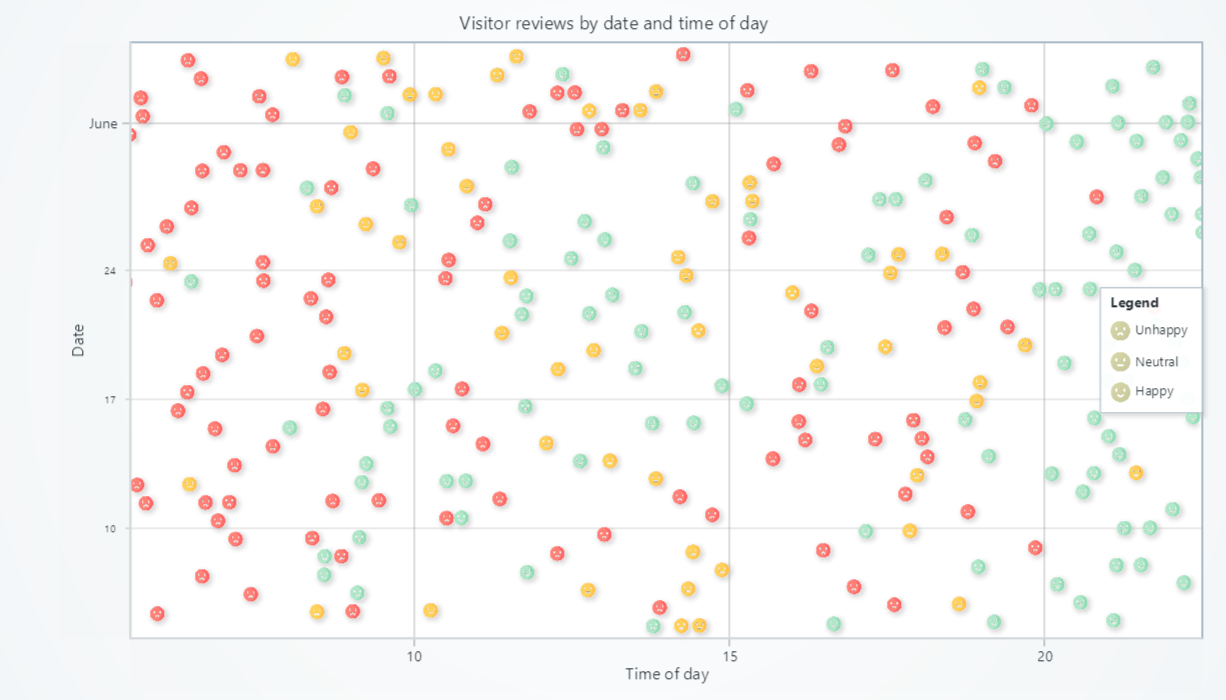 Visitor reviews by date and time of day
June
24
17
10
Date
10
15
20
Time of day
Legend
Unhappy
Neutral
Happy